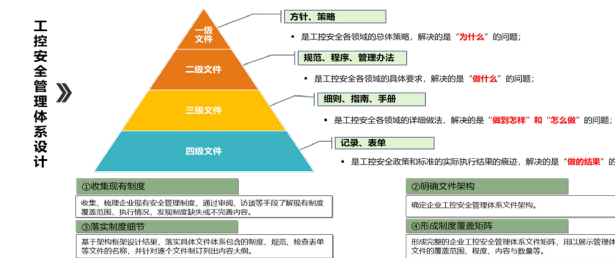 工控安全管理体系设计
一级
文件
二级文件
三级文件
四级文件
方针、策略
• 是工控安全各领域的总体策略，解决的是“为什么”的问题；
规范、程序、管理办法
• 是工控安全各领域的具体要求，解决的是“做什么”的问题；
细则、指南、手册
• 是工控安全各领域的详细做法，解决的是“做到怎样”和“怎么做”的问题；
记录、表单
• 是工控安全政策和标准的实际执行结果的痕迹，解决的是“做的结果”的
①收集现有制度
收集、梳理企业现有安全管理制度，通过审阅、访谈等手段了解现有制度
覆盖范围、执行情况，发现制度缺失或不完善内容。
②明确文件架构
确定企业工控安全管理体系文件架构。
③落实制度细节
基于架构框架设计结果，落实具体文件体系包含的制度、规范、检查表单
等文件的名称，并针对逐个文件制订列出内容大纲。
④形成制度覆盖矩阵
形成完整的企业工控安全管理体系文件矩阵，用以展示管理体
文件的覆盖范围、程度、内容与数量等。